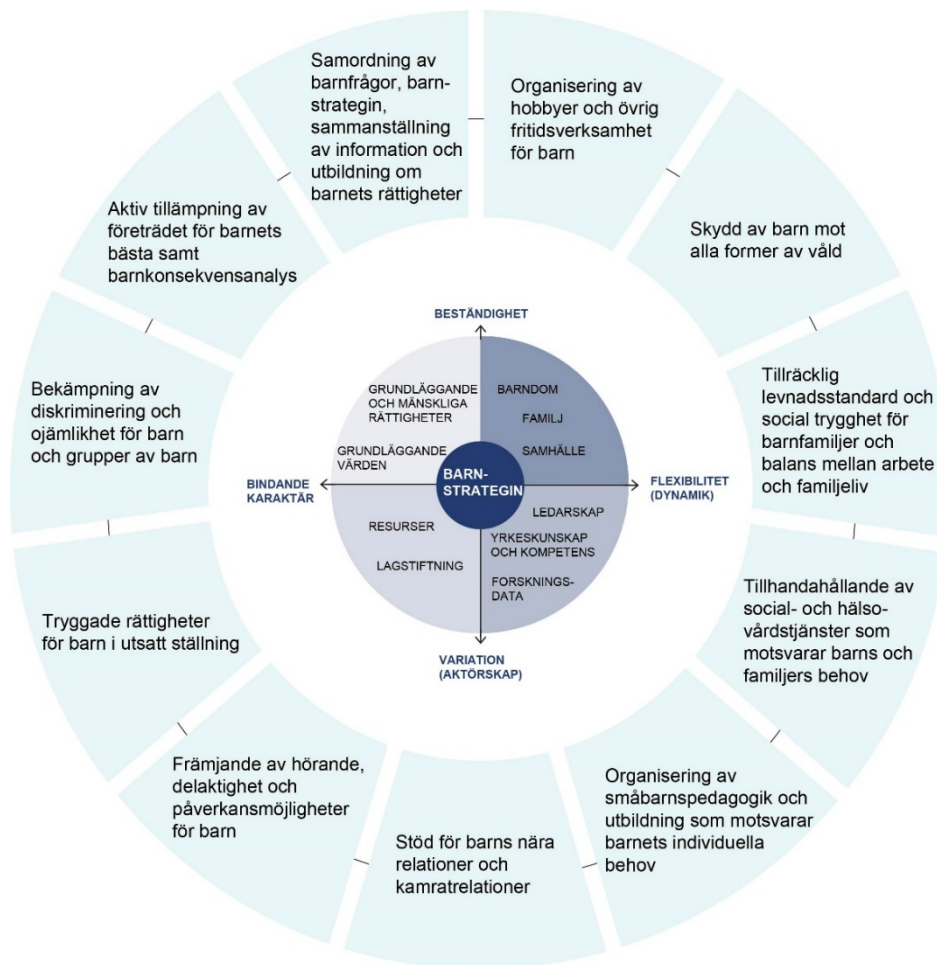 Samordning av
barnfrågor, barn-
strategin,
sammanställning
av information och
utbildning om
barnets rättigheter
Organisering av
hobbyer och övrig
fritidsverksamhet
för barn
Skydd av barn mot
alla former av våld
Tillräcklig
levnadsstandard och
social trygghet för
barnfamiljer och
balans mellan arbete
och familjeliv
Tillhandahållande av
social- och hälso-
vårdstjänster som
motsvarar barns och
familjers behov
Organisering av
småbarnspedagogik och
utbildning som motsvarar
barnets individuella
behov
Stöd för barns nära
relationer och
kamratrelationer
Främjande av hörande,
delaktighet och
påverkansmöjligheter
för barn
Tryggade rättigheter
för barn i utsatt ställning
Bekämpning av
diskriminering och
ojämlikhet för barn
och grupper av barn
Aktiv tillämpning av
företrädet för barnets
bästa samt
barnkonsekvensanalys
BESTÄNDIGHET
GRUNDLÄGGANDE
OCH MÄNSKLIGA
RÄTTIGHETER
GRUNDLÄGGANDE
VÄRDEN
BARNDOM
FAMILJ
SAMHÄLLE
BINDANDE
KARAKTÄR
BARN-
STRATEGIN
FLEXIBILITET
(DYNAMIK)
RESURSER
LAGSTIFTNING
LEDARSKAP
YRKESKUNSKAP
OCH KOMPETENS
FORSKNINGS-
DATA
VARIATION
(AKTÖRSKAP)